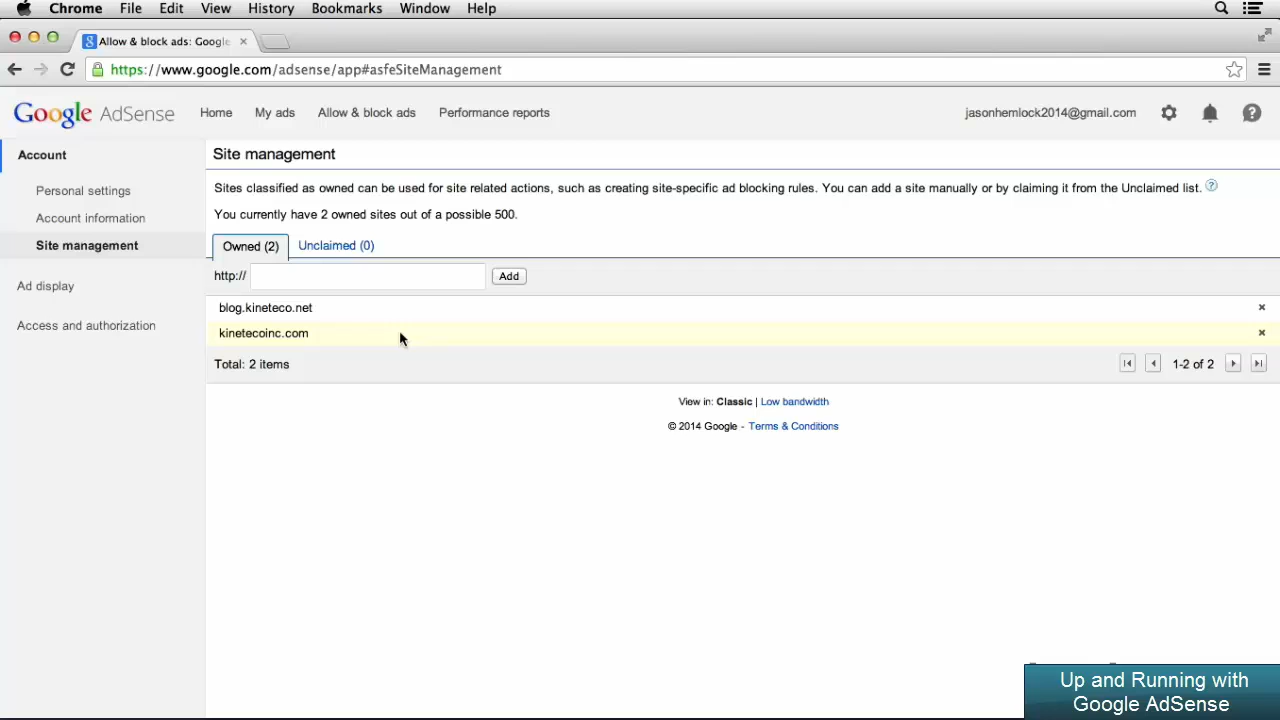 Chrome File Edit View History Bookmarks Window Help
Allow & block ads: Google
https://www.google.com/adsense/app#asfeSiteManagement
Google AdSense Home My ads Allow & block ads Performance reports jasonhemlock2014@gmail.com
Account
Personal settings
Account information
Site management
Ad display
Access and authorization
Site management
Sites classified as owned can be used for site related actions, such as creating site-specific ad blocking rules. You can add a site manually or by claiming it from the Unclaimed list. ?
You currently have 2 owned sites out of a possible 500.
Owned (2) Unclaimed (0)
http:// Add
blog.kineteco.net
kinetecoinc.com
Total: 2 items 1-2 of 2
View in: Classic | Low bandwidth
© 2014 Google - Terms & Conditions
Up and Running with
Google AdSense